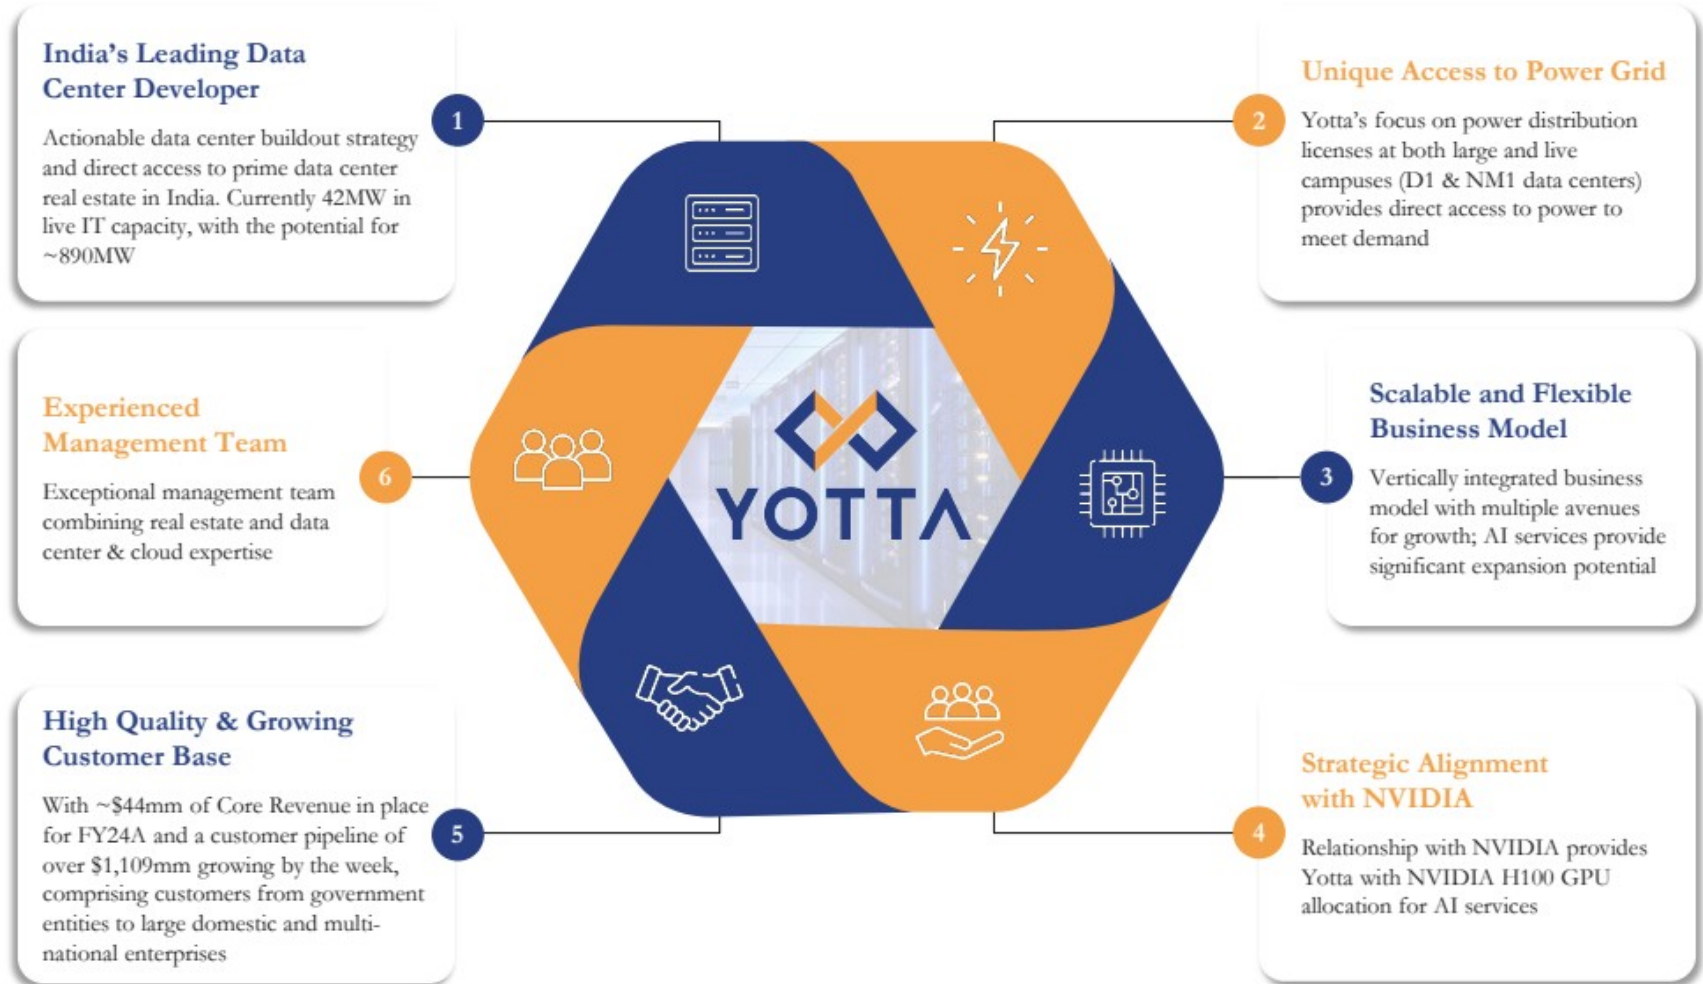 India's Leading Data
Center Developer
Actionable data center buildout strategy
and direct access to prime data center
real estate in India. Currently 42MW in
live IT capacity, with the potential for
~890MW
1
2
Unique Access to Power Grid
Yotta's focus on power distribution
licenses at both large and live
campuses (D1 & NM1 data centers)
provides direct access to power to
meet demand
3
Scalable and Flexible
Business Model
Vertically integrated business
model with multiple avenues
for growth; AI services provide
significant expansion potential
4
Strategic Alignment
with NVIDIA
Relationship with NVIDIA provides
Yotta with NVIDIA H100 GPU
allocation for AI services
High Quality & Growing
Customer Base
With ~$44mm of Core Revenue in place
for FY24A and a customer pipeline of
over $1,109mm growing by the week,
comprising customers from government
entities to large domestic and multi-
national enterprises
5
Experienced
Management Team
Exceptional management team
combining real estate and data
center & cloud expertise
6
YOTTA